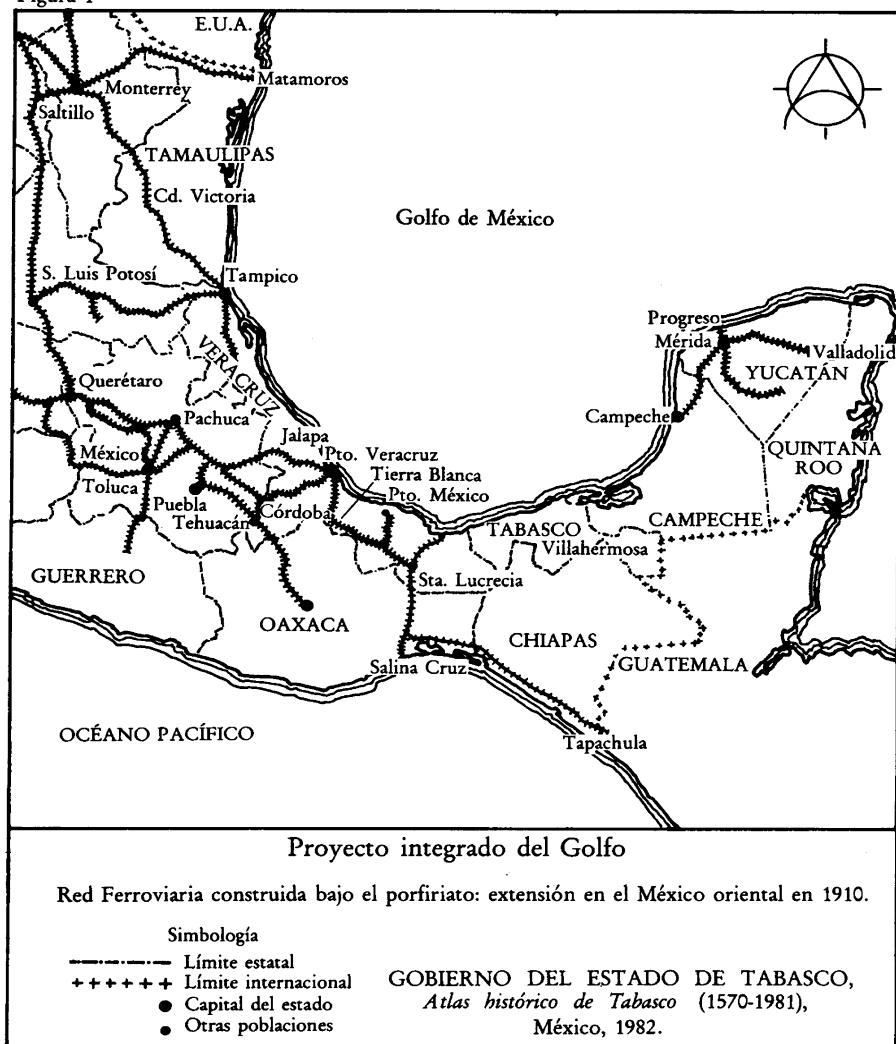 Figura 1
E.U.A.
Matamoros
Monterrey
Saltillo
TAMAULIPAS
Cd. Victoria
Golfo de México
S. Luis Potosí
Tampico
Progreso
Mérida
Valladolid
YUCATÁN
VERACRUZ
Querétaro
Pachuca
Campeche
Jalapa
QUINTANA
ROO
México
Pto. Veracruz
Tierra Blanca
Toluca
Pto. México
Puebla
Tehuacán
Córdoba
TABASCO
CAMPECHE
Villahermosa
GUERRERO
Sta. Lucrecia
OAXACA
CHIAPAS
GUATEMALA
Salina Cruz
OCÉANO PACÍFICO
Tapachula
Proyecto integrado del Golfo
Red Ferroviaria construida bajo el porfiriato: extensión en el México oriental en 1910.
Simbología
Límite estatal
Límite internacional
Capital del estado
Otras poblaciones
GOBIERNO DEL ESTADO DE TABASCO,
Atlas histórico de Tabasco (1570-1981),
México, 1982.